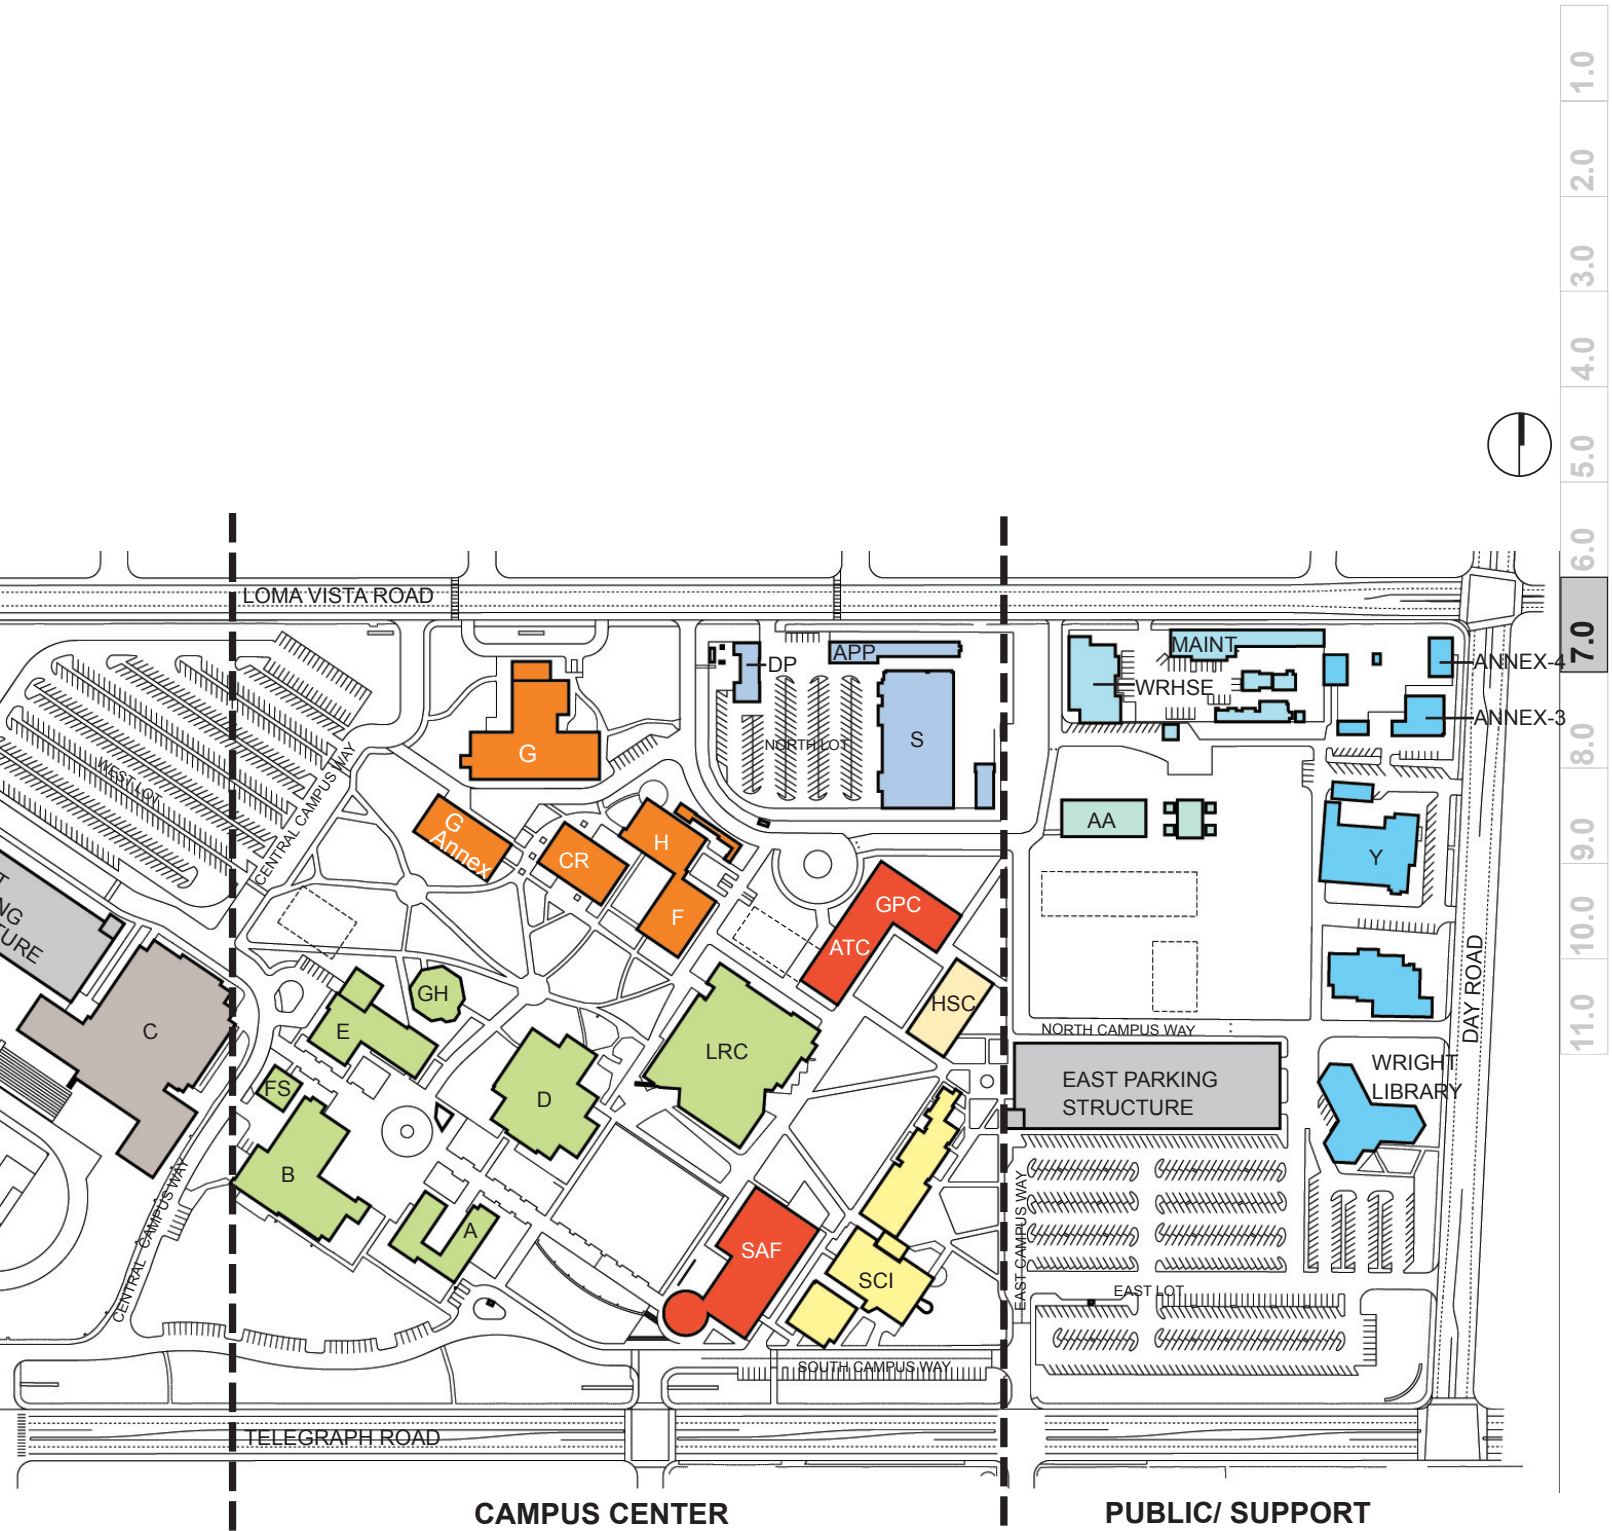 1.0
2.0
3.0
4.0
5.0
6.0
7.0
8.0
9.0
10.0
11.0
LOMA VISTA ROAD
MAINT
APP
DP
ANNEX-4
WRHSE
ANNEX-3
S
G
NORTH LOT
WEST LOT
CENTRAL CAMPUS WAY
G
Annex
AA
H
CR
Y
GPC
F
ATC
NG
TURE
GH
HSC
DAY ROAD
C
E
NORTH CAMPUS WAY
LRC
WRIGHT
LIBRARY
EAST PARKING
STRUCTURE
FS
D
B
CENTRAL CAMPUS WAY
A
EAST CAMPUS WAY
SAF
SCI
EAST LOT
SOUTH CAMPUS WAY
TELEGRAPH ROAD
CAMPUS CENTER
PUBLIC/ SUPPORT